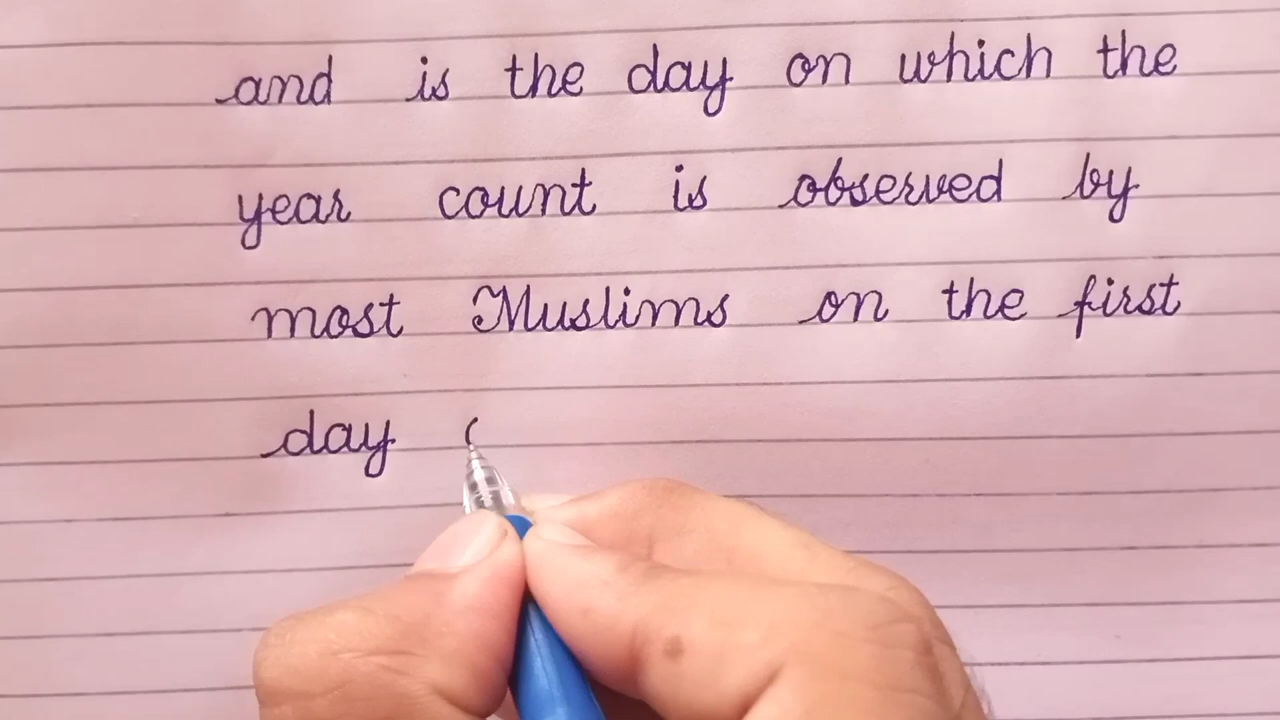 and is the day on which the
year count is observed by
most Muslims on the first
day